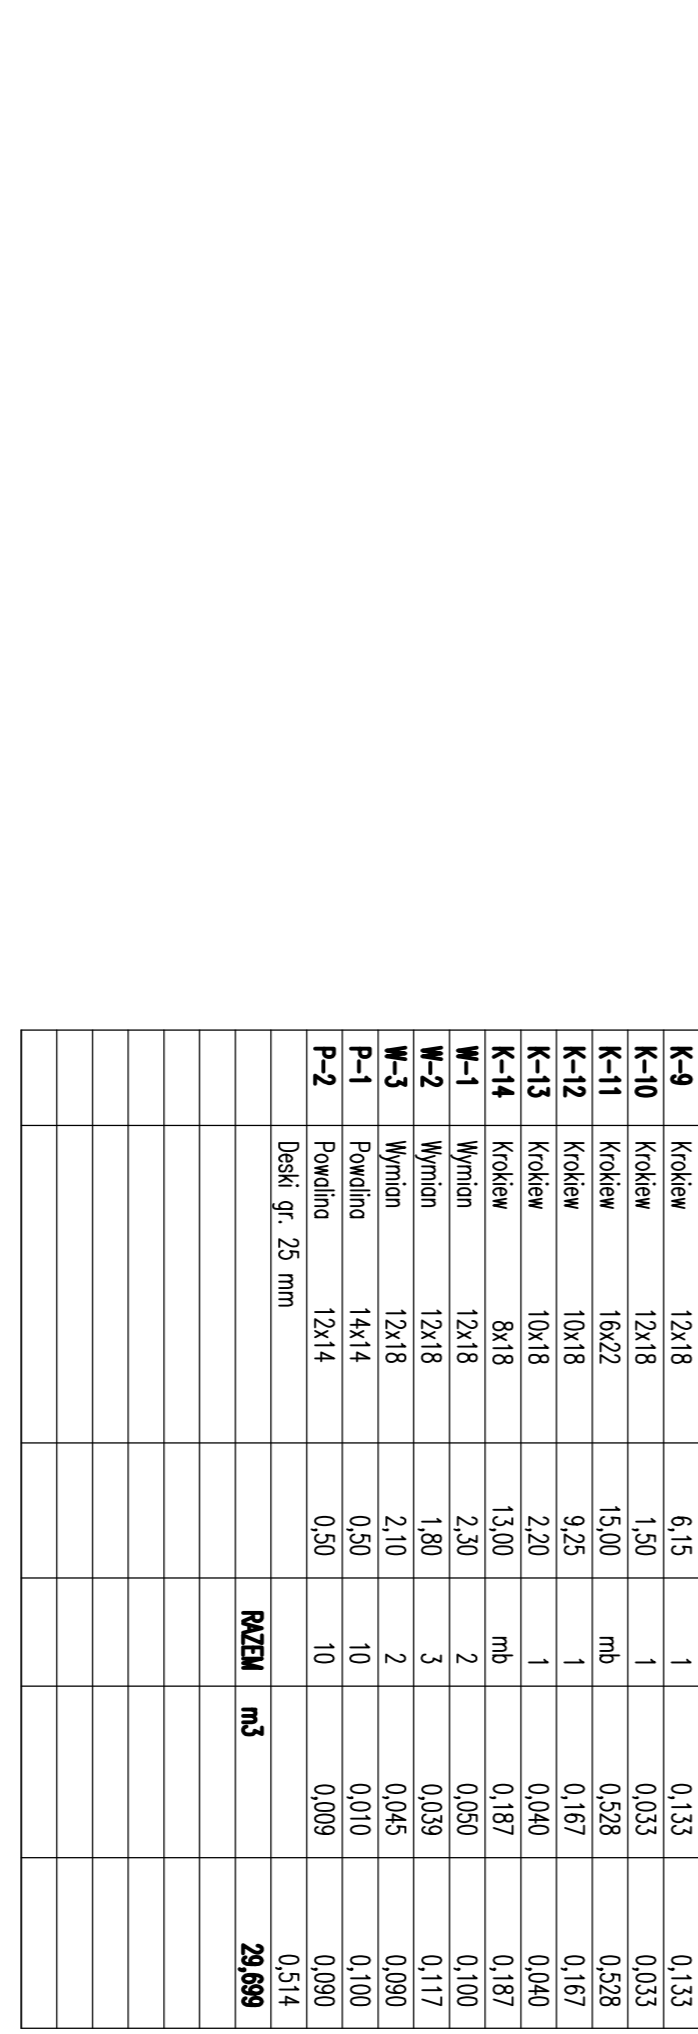 K-9 Krokiew 12x18 6,15 1 0,133 0,133
K-10 Krokiew 12x18 1,50 1 0,033 0,033
K-11 Krokiew 16x22 15,00 mb 0,528 0,528
K-12 Krokiew 10x18 9,25 1 0,167 0,167
K-13 Krokiew 10x18 2,20 1 0,040 0,040
K-14 Krokiew 8x18 13,00 mb 0,187 0,187
W-1 Wymian 12x18 2,30 2 0,050 0,100
W-2 Wymian 12x18 1,80 3 0,039 0,117
W-3 Wymian 12x18 2,10 2 0,045 0,090
P-1 Powalina 14x14 0,50 10 0,010 0,100
P-2 Powalina 12x14 0,50 10 0,009 0,090
Deski gr. 25 mm 0,514
RAZEM m3 29,699